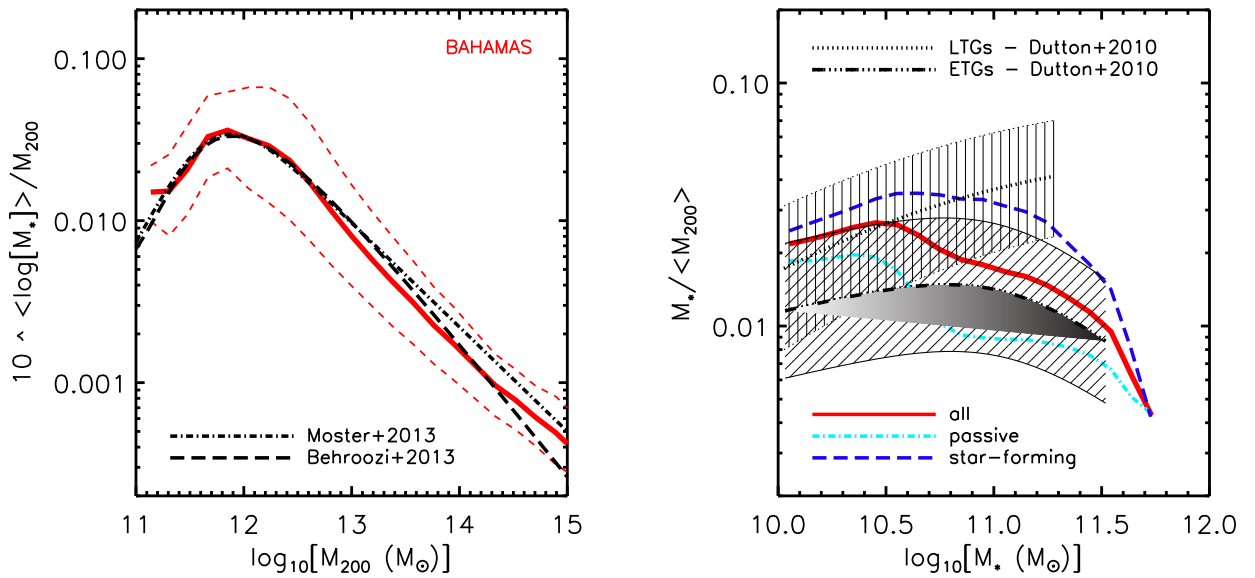 BAHAMAS
0.100
0.010
0.001
10 ^ <log[M*]>/M200
Moster+2013
Behroozi+2013
11 12 13 14 15
log10[M200 (M⊙)]
LTGs – Dutton+2010
ETGs – Dutton+2010
0.10
0.01
M*/<M200>
all
passive
star–forming
10.0 10.5 11.0 11.5 12.0
log10[M* (M⊙)]